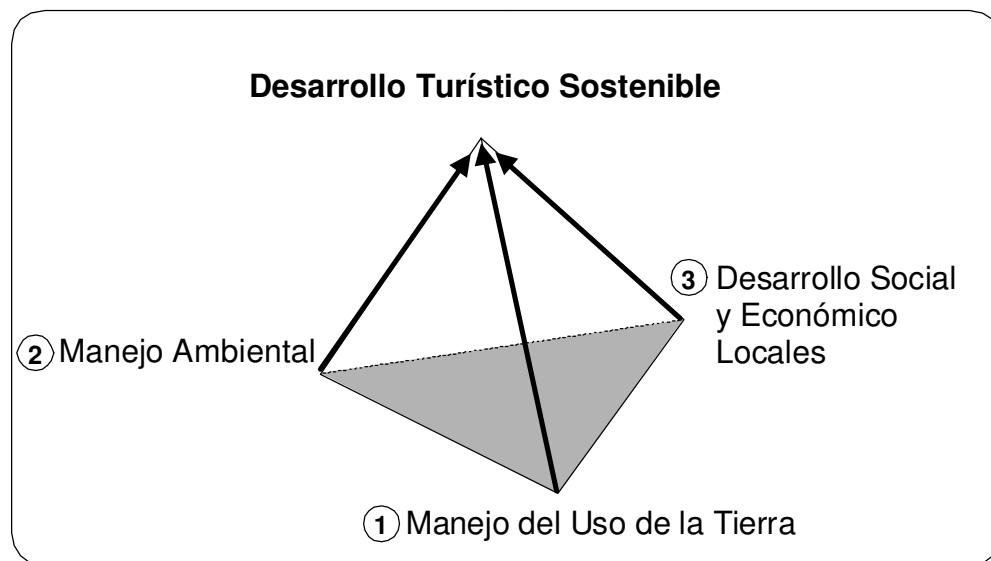 Desarrollo Turístico Sostenible
3 Desarrollo Social
y Económico
Locales
2 Manejo Ambiental
1 Manejo del Uso de la Tierra